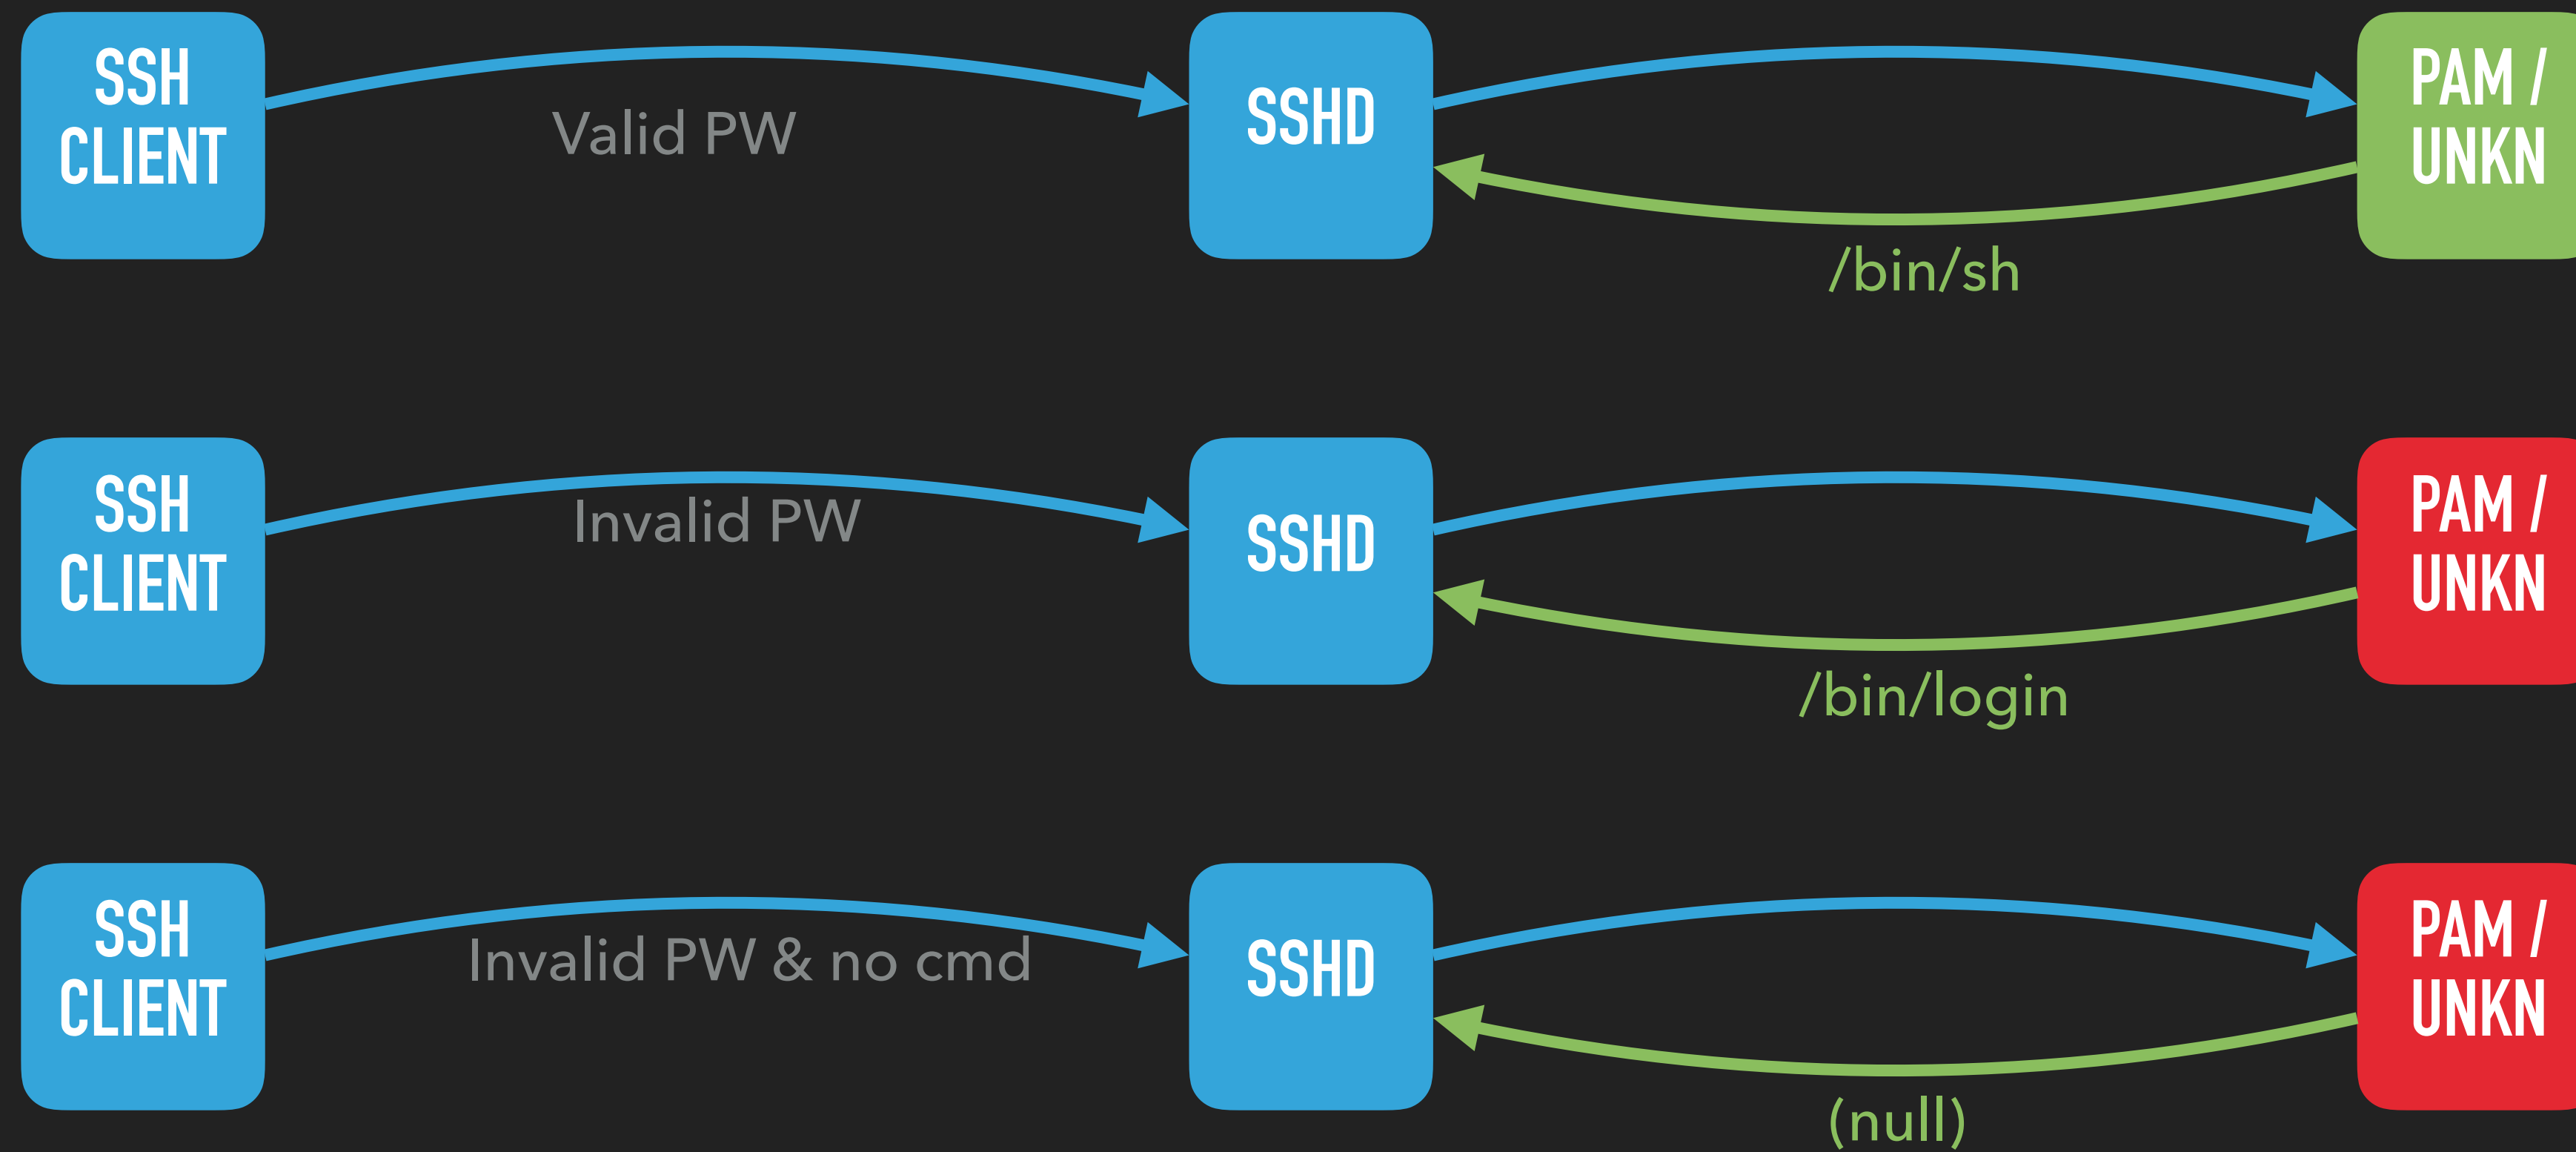 SSH
CLIENT
Valid PW
SSHD
PAM /
UNKN
/bin/sh
SSH
CLIENT
Invalid PW
SSHD
PAM /
UNKN
/bin/login
SSH
CLIENT
Invalid PW & no cmd
SSHD
PAM /
UNKN
(null)